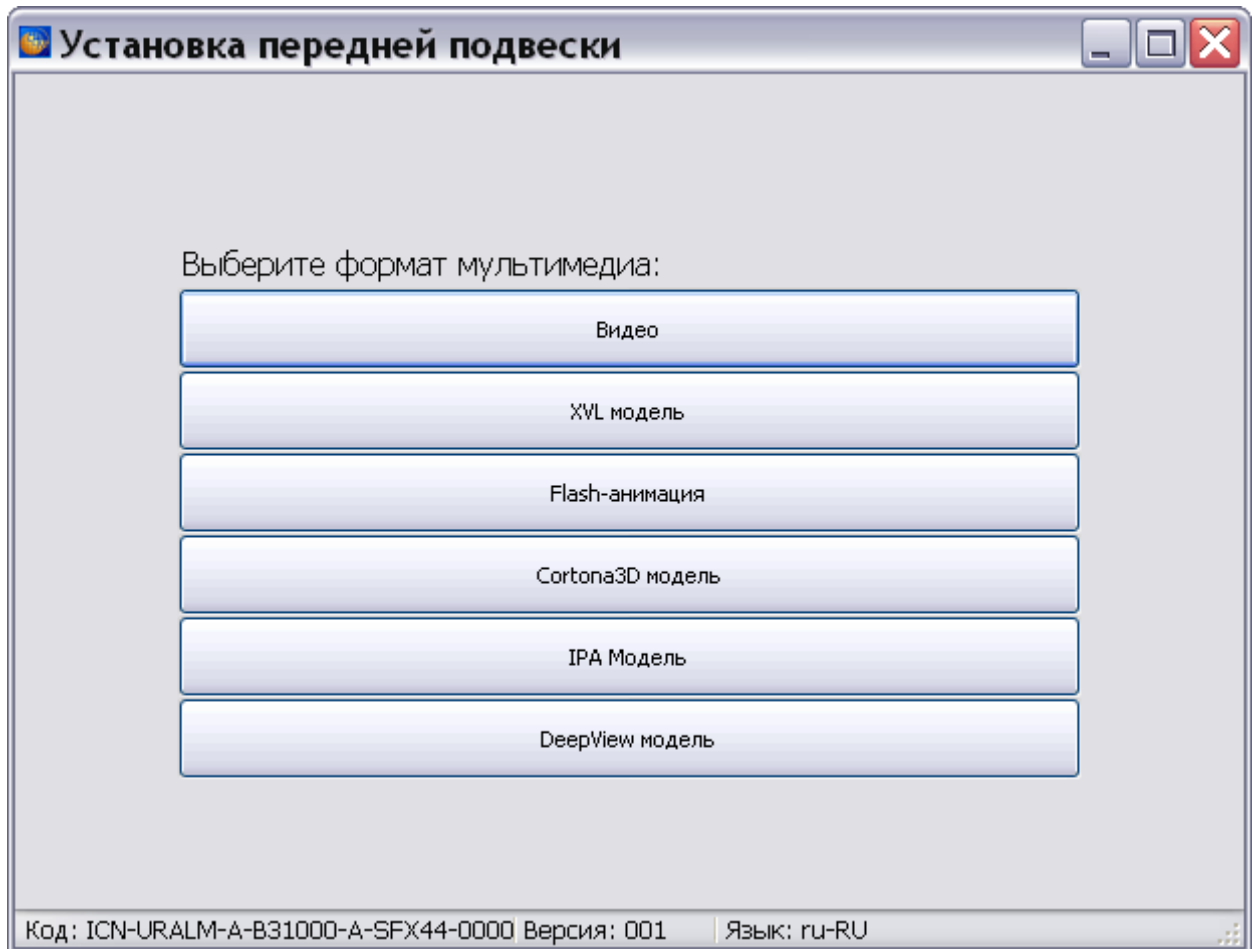 Установка передней подвески
Выберите формат мультимедиа:
Видео
XVL модель
Flash-анимация
Cortona3D модель
IPA Модель
DeepView модель
Код: ICN-URALM-A-B31000-A-SFX44-0000 Версия: 001 Язык: ru-RU